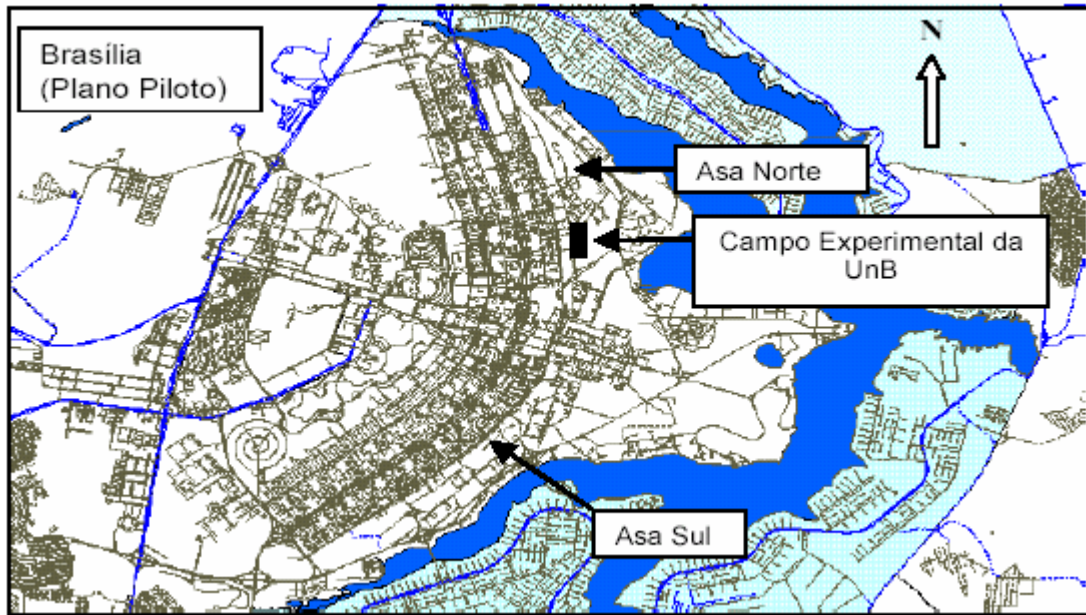 Brasília
(Plano Piloto)
N
Asa Norte
Campo Experimental da
UnB
Asa Sul